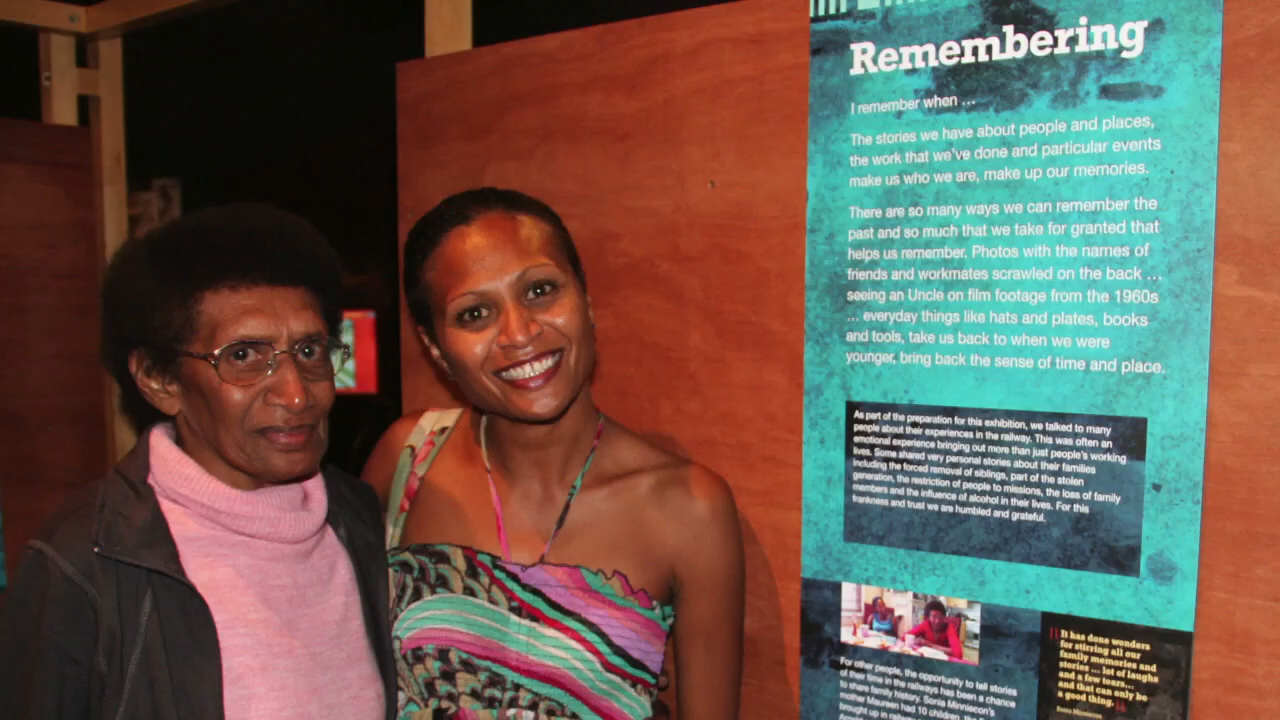 Remembering
I remember when ...
The stories we have about people and places,
the work that we've done and particular events
make us who we are, make up our memories.
There are so many ways we can remember the
past and so much that we take for granted that
helps us remember. Photos with the names of
friends and workmates scrawled on the back ...
seeing an Uncle on film footage from the 1960s
... everyday things like hats and plates, books
and tools, take us back to when we were
younger, bring back the sense of time and place.
As part of the preparation for this exhibition, we talked to many
people about their experiences in the railway. This was often an
emotional experience bringing out more than just people's working
lives. Some shared very personal stories about their families
including the forced removal of siblings, part of the stolen
generation, the restriction of people to missions, the loss of family
members and the influence of alcohol in their lives. For this
frankness and trust we are humbled and grateful.
For other people, the opportunity to tell stories
of their time in the railways has been a chance
to share family history. Sonia Minniecon's
mother Maureen had 10 children,
brought up in
It has done wonders
for stirring all our
family memories and
stories ... lot of laughs
and a few tears...
and that can only be
a good thing.
Sonia